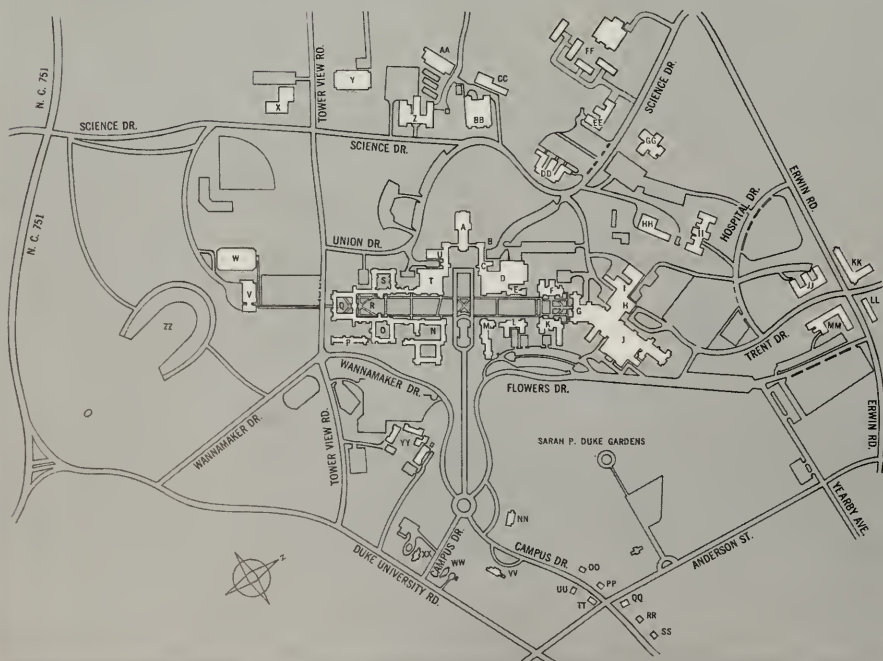 N. C. 751
TOWER VIEW RD.
AA
FF
Y
CC
X
Z
BB
SCIENCE DR.
EE
GG
SCIENCE DR.
SCIENCE DR.
DD
ERWIN RD.
N. C. 751
HOSPITAL DR.
A
HH
II
UNION DR.
B
U
C
W
S
T
D
E
I
JJ
KK
V
Q
R
F
G
H
LL
P
O
N
M
L
K
J
MM
TRENT DR.
ZZ
WANNAMAKER DR.
FLOWERS DR.
ERWIN RD.
WANNAMAKER DR.
TOWER VIEW RD.
YY
SARAH P. DUKE GARDENS
YEARBY AVE.
NN
CAMPUS DR.
ANDERSON ST.
N
DUKE UNIVERSITY RD.
XX
CAMPUS DR.
WW
VV
OO
PP
UU
TT
QQ
RR
SS